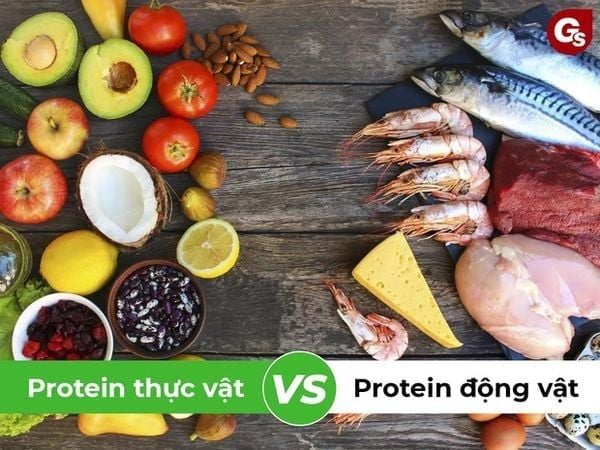 GS
Protein thực vật VS Protein động vật